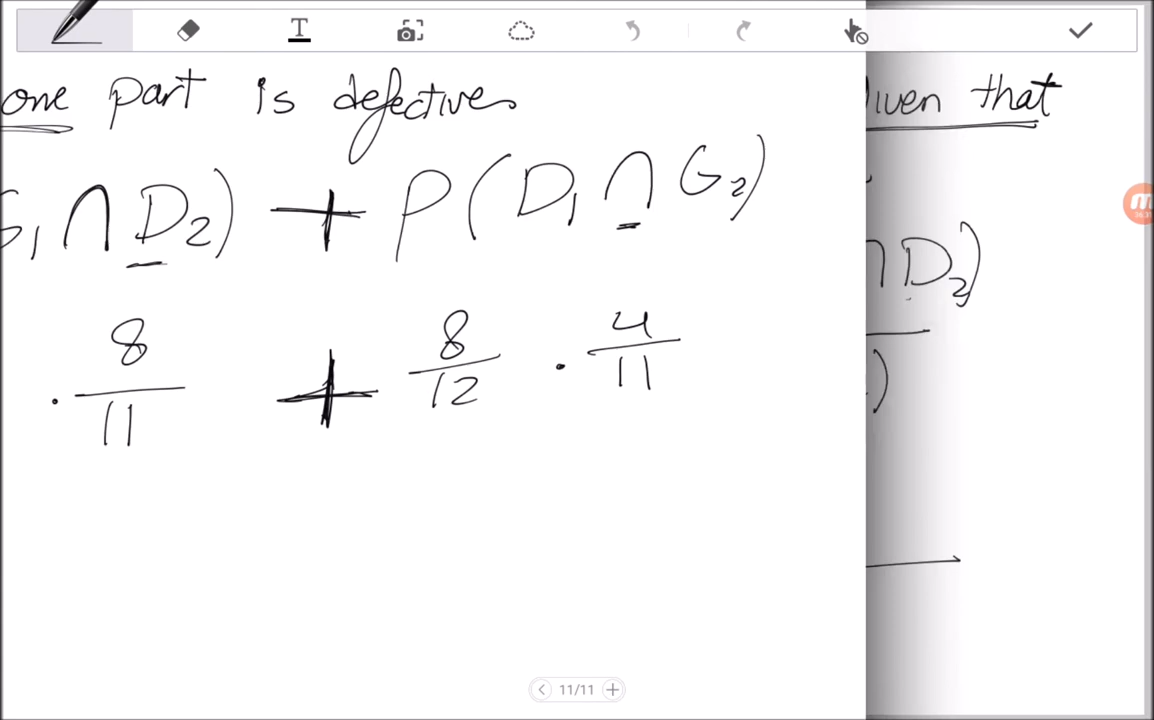 T
one part is defective
iven that
G₁ ∩ D₂) + P(D₁ ∩ G₂)
∩ D₂)
)
· 8/11 + 8/12 · 4/11
11/11